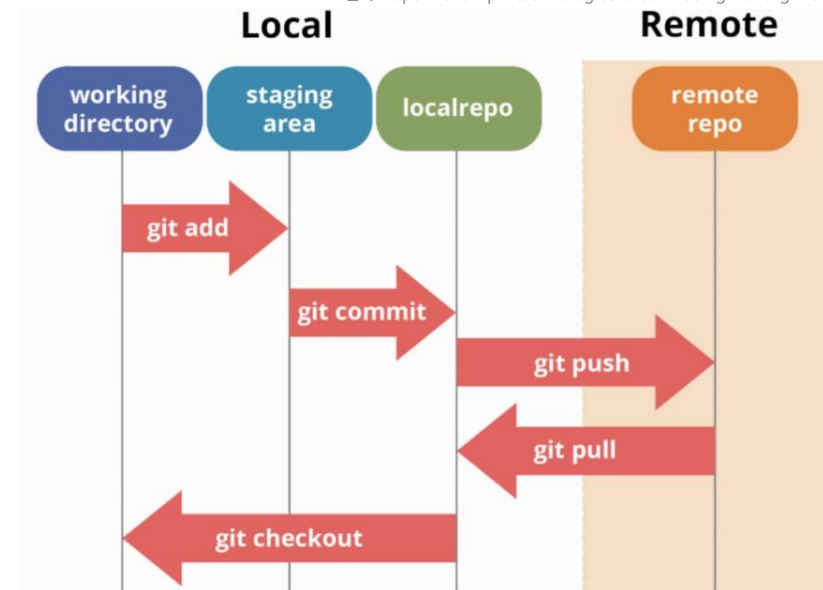 Local
Remote
working
directory
staging
area
localrepo
remote
repo
git add
git commit
git push
git pull
git checkout